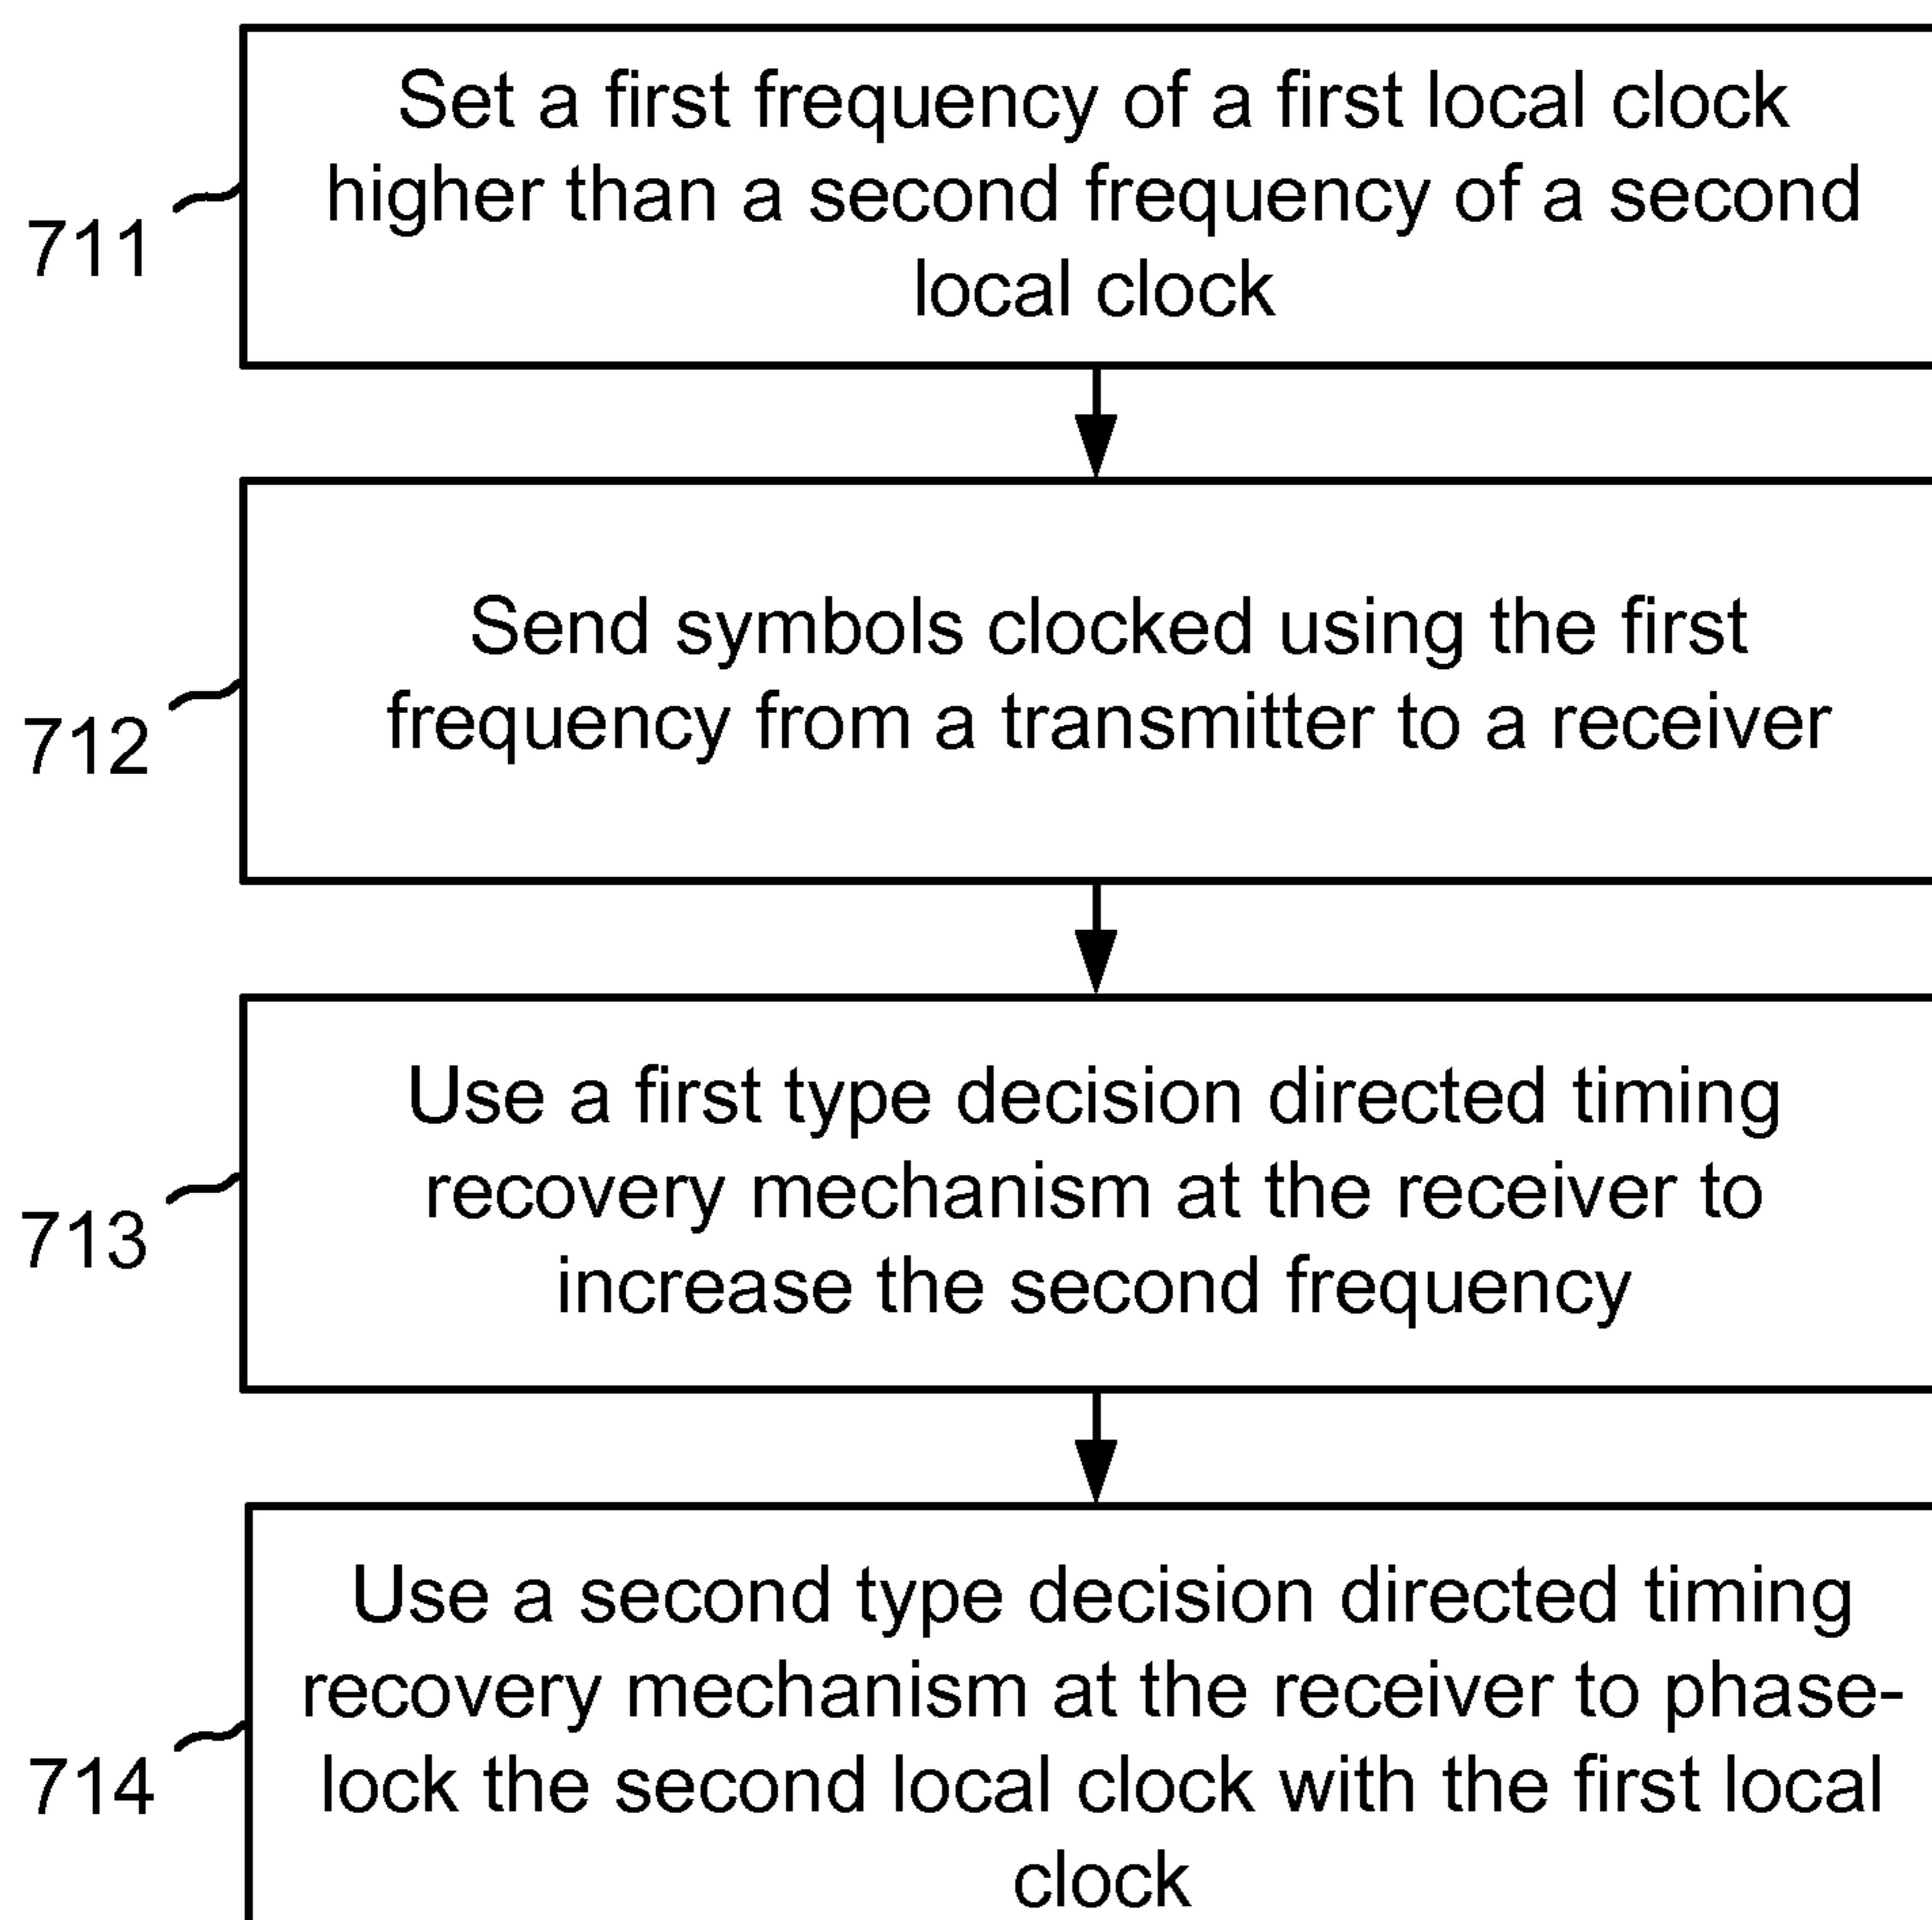 Set a first frequency of a first local clock
higher than a second frequency of a second
local clock
711
Send symbols clocked using the first
frequency from a transmitter to a receiver
712
Use a first type decision directed timing
recovery mechanism at the receiver to
increase the second frequency
713
Use a second type decision directed timing
recovery mechanism at the receiver to phase-
lock the second local clock with the first local
clock
714